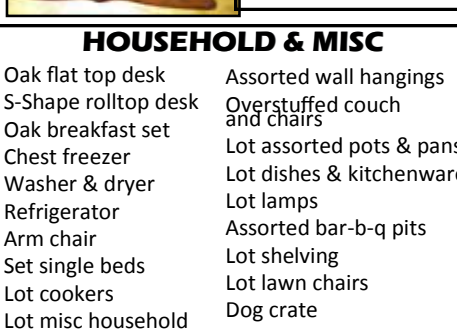 HOUSEHOLD & MISC
Oak flat top desk
S-Shape rolltop desk
Oak breakfast set
Chest freezer
Washer & dryer
Refrigerator
Arm chair
Set single beds
Lot cookers
Lot misc household
Assorted wall hangings
Overstuffed couch
and chairs
Lot assorted pots & pans
Lot dishes & kitchenware
Lot lamps
Assorted bar-b-q pits
Lot shelving
Lot lawn chairs
Dog crate